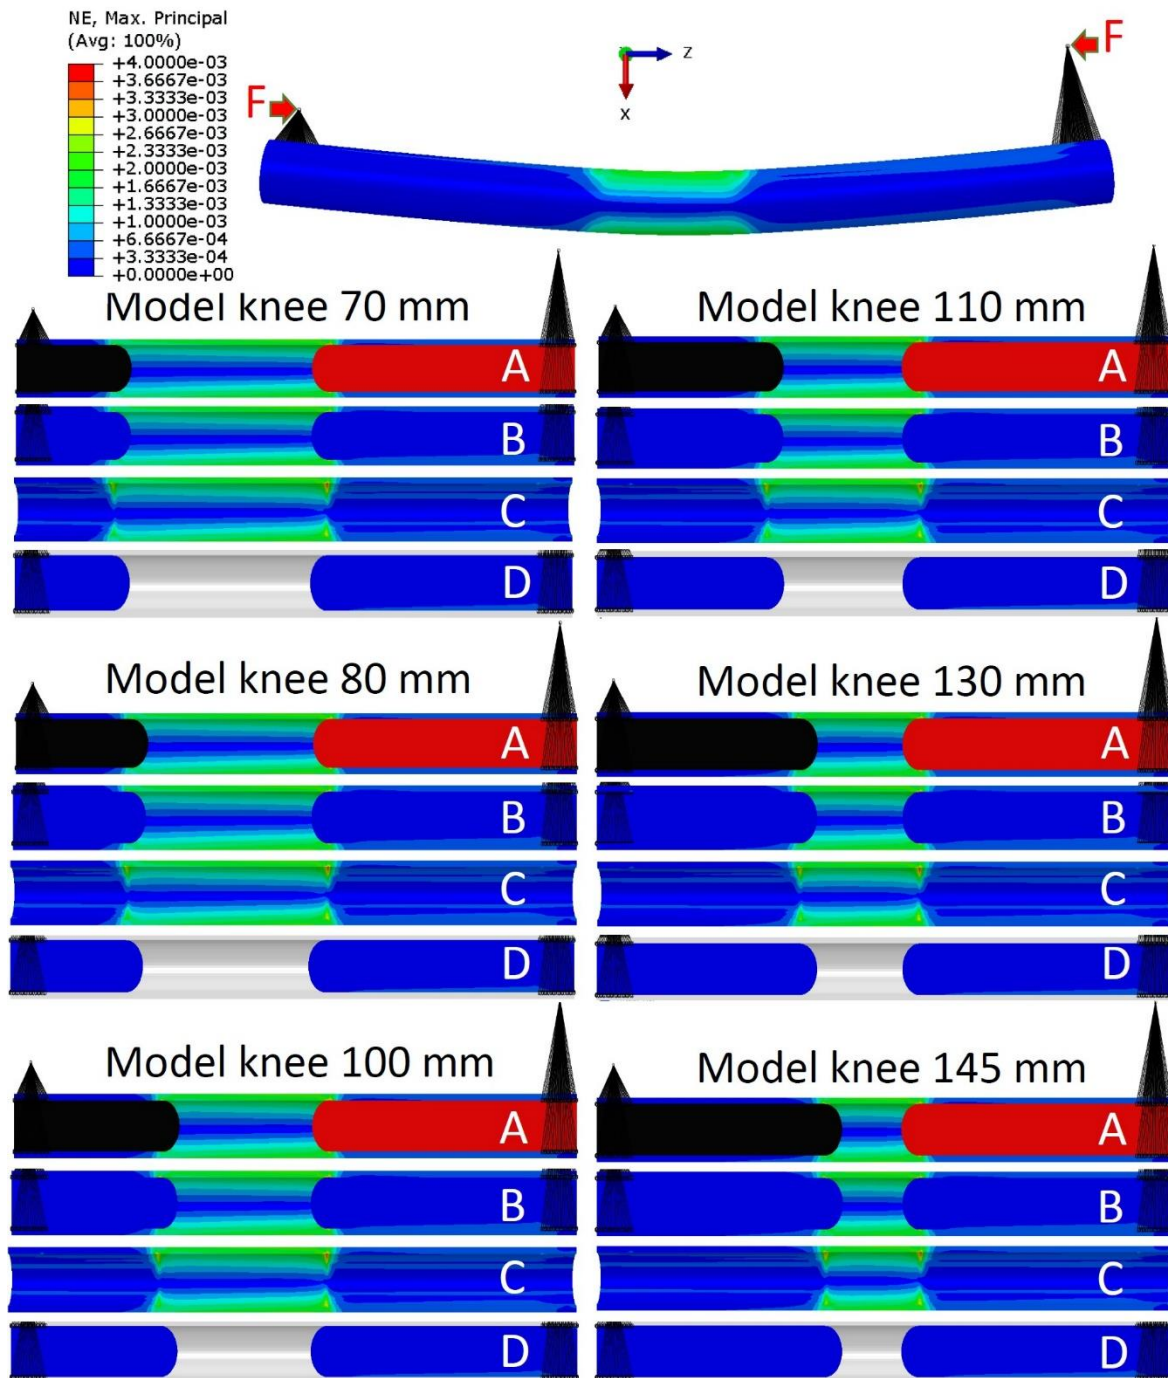 NE, Max. Principal
(Avg: 100%)
+4.0000e-03
+3.6667e-03
+3.3333e-03
+3.0000e-03
+2.6667e-03
+2.3333e-03
+2.0000e-03
+1.6667e-03
+1.3333e-03
+1.0000e-03
+6.6667e-04
+3.3333e-04
+0.0000e+00
F
F
Z
X
Model knee 70 mm
A
B
C
D
Model knee 110 mm
A
B
C
D
Model knee 80 mm
A
B
C
D
Model knee 130 mm
A
B
C
D
Model knee 100 mm
A
B
C
D
Model knee 145 mm
A
B
C
D